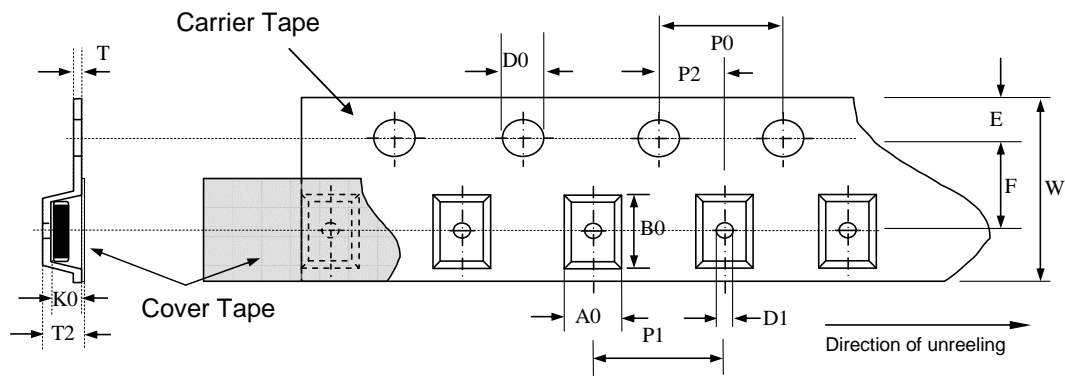 Carrier Tape
T
D0
P0
P2
E
F
W
B0
K0
Cover Tape
T2
A0
P1
D1
Direction of unreeling